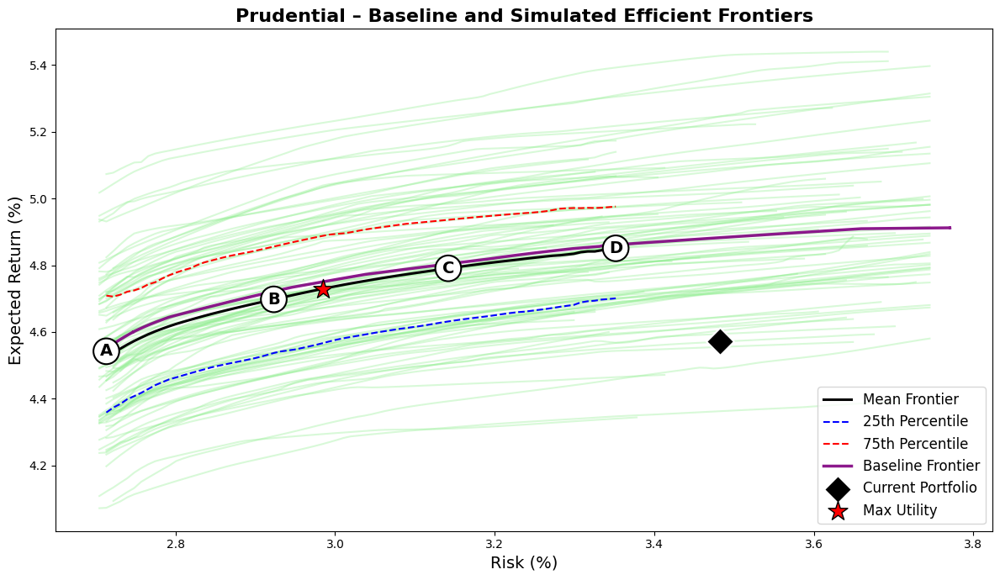 Prudential – Baseline and Simulated Efficient Frontiers
Expected Return (%)
5.4
5.2
5.0
4.8
4.6
4.4
4.2
A
B
C
D
Mean Frontier
25th Percentile
75th Percentile
Baseline Frontier
Current Portfolio
Max Utility
2.8 3.0 3.2 3.4 3.6 3.8
Risk (%)